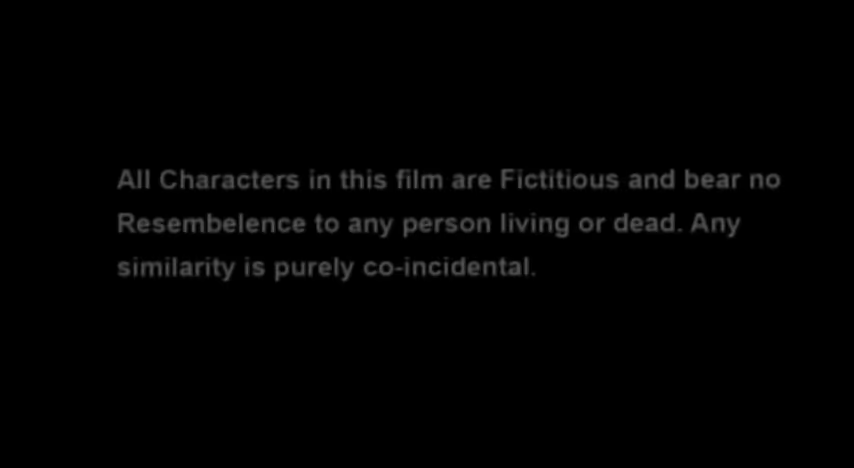 All Characters in this film are Fictitious and bear no
Resembelence to any person living or dead. Any
similarity is purely co-incidental.